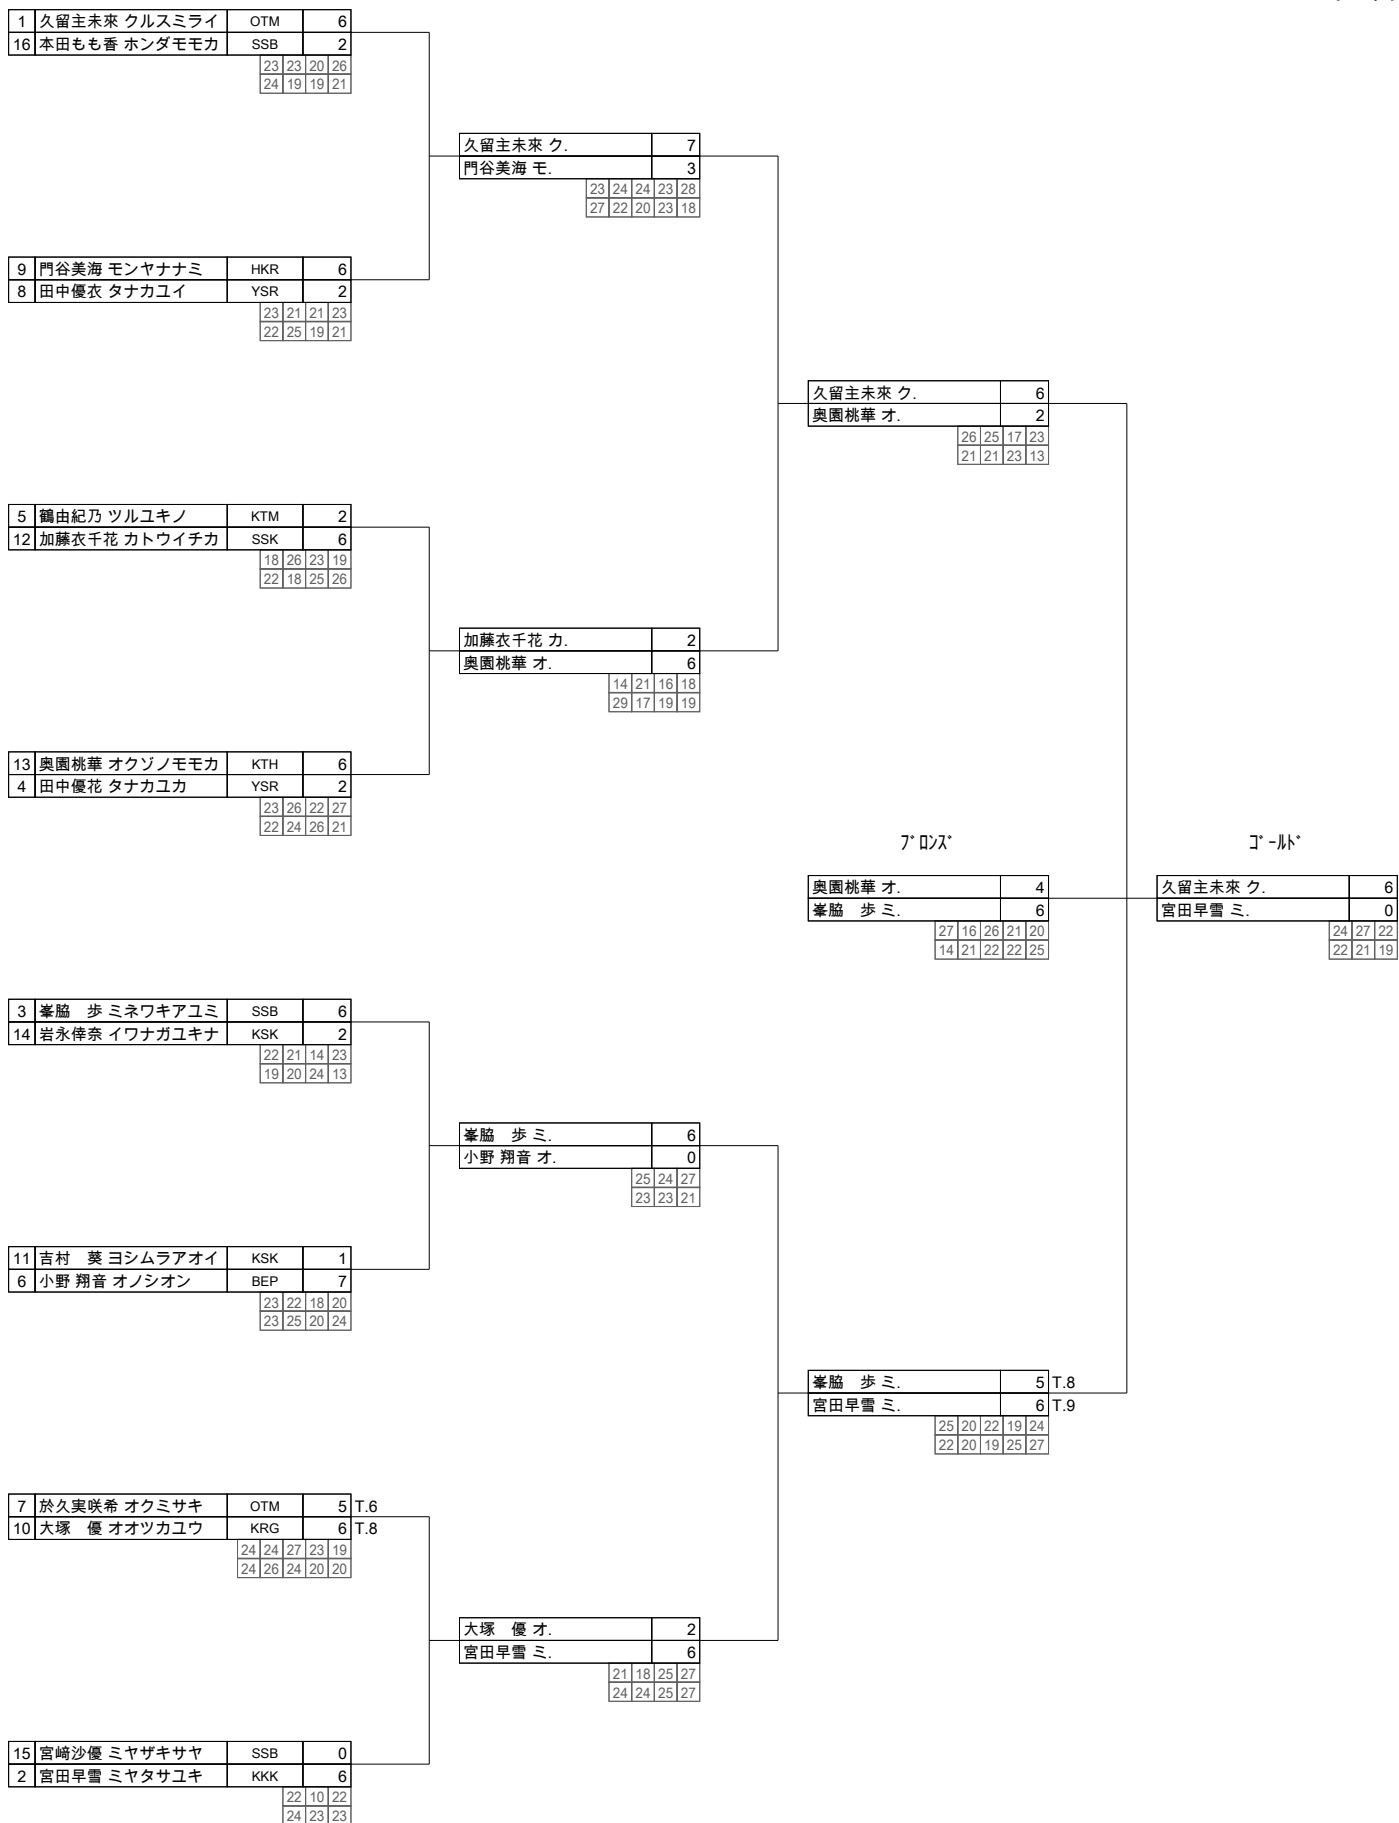 1 久留主未來 クルスミライ OTM 6
16 本田もも香 ホンダモモカ SSB 2
23 23 20 26
24 19 19 21
久留主未來 ク. 7
門谷美海 モ. 3
23 24 24 23 28
27 22 20 23 18
9 門谷美海 モンヤナナミ HKR 6
8 田中優衣 タナカユイ YSR 2
23 21 21 23
22 25 19 21
久留主未來 ク. 6
奥園桃華 オ. 2
26 25 17 23
21 21 23 13
5 鶴由紀乃 ツルユキノ KTM 2
12 加藤衣千花 カトウイチカ SSK 6
18 26 23 19
22 18 25 26
加藤衣千花 カ. 2
奥園桃華 オ. 6
14 21 16 18
29 17 19 19
13 奥園桃華 オクゾノモモカ KTH 6
4 田中優花 タナカユカ YSR 2
23 26 22 27
22 24 26 21
ﾌﾞﾛﾝｽﾞ ｺﾞｰﾙﾄﾞ
奥園桃華 オ. 4 久留主未來 ク. 6
峯脇　歩 ミ. 6 宮田早雪 ミ. 0
27 16 26 21 20 24 27 22
14 21 22 22 25 22 21 19
3 峯脇　歩 ミネワキアユミ SSB 6
14 岩永倖奈 イワナガユキナ KSK 2
22 21 14 23
19 20 24 13
峯脇　歩 ミ. 6
小野 翔音 オ. 0
25 24 27
23 23 21
11 吉村　葵 ヨシムラアオイ KSK 1
6 小野 翔音 オノシオン BEP 7
23 22 18 20
23 25 20 24
峯脇　歩 ミ. 5 T.8
宮田早雪 ミ. 6 T.9
25 20 22 19 24
22 20 19 25 27
7 於久実咲希 オクミサキ OTM 5 T.6
10 大塚　優 オオツカユウ KRG 6 T.8
24 24 27 23 19
24 26 24 20 20
大塚　優 オ. 2
宮田早雪 ミ. 6
21 18 25 27
24 24 25 27
15 宮﨑沙優 ミヤザキサヤ SSB 0
2 宮田早雪 ミヤタサユキ KKK 6
22 10 22
24 23 23